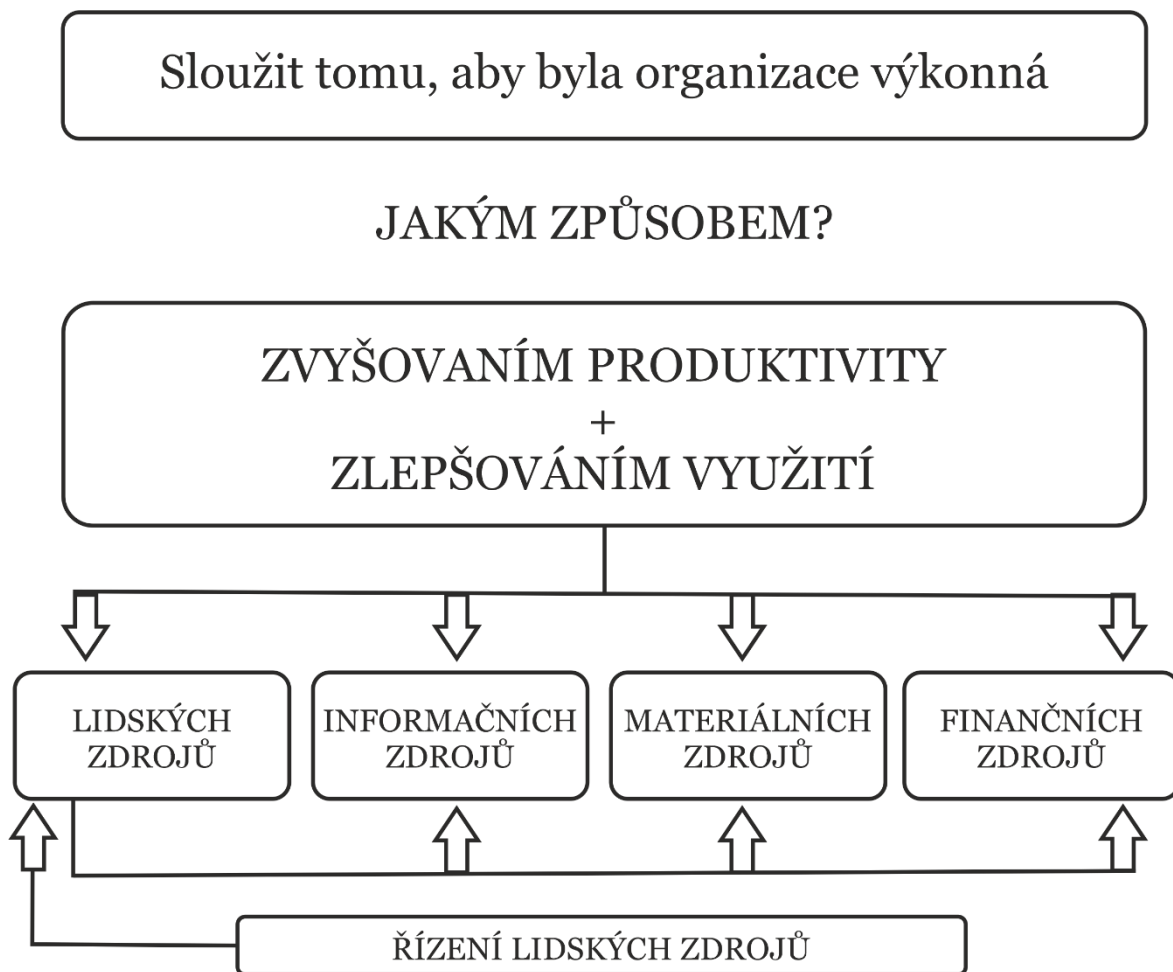 Sloužit tomu, aby byla organizace výkonná
JAKÝM ZPŮSOBEM?
ZVYŠOVANÍM PRODUKTIVITY
+
ZLEPŠOVÁNÍM VYUŽITÍ
LIDSKÝCH
ZDROJŮ
INFORMAČNÍCH
ZDROJŮ
MATERIÁLNÍCH
ZDROJŮ
FINANČNÍCH
ZDROJŮ
ŘÍZENÍ LIDSKÝCH ZDROJŮ